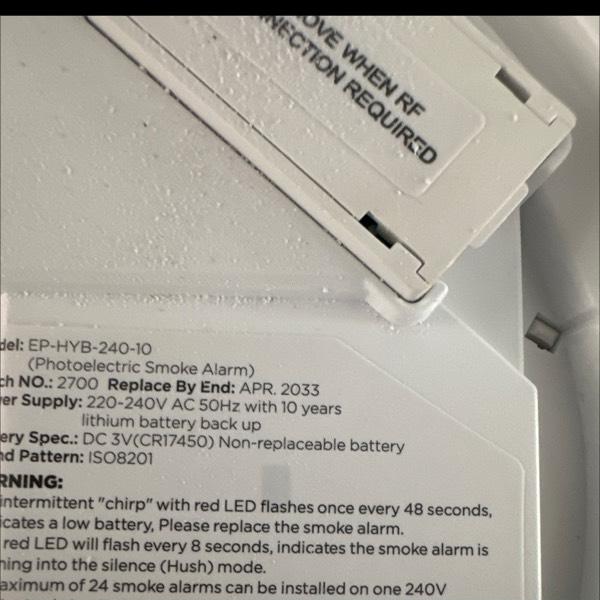 OVE WHEN RF
NNECTION REQUIRED
del: EP-HYB-240-10
(Photoelectric Smoke Alarm)
ch NO.: 2700 Replace By End: APR. 2033
er Supply: 220-240V AC 50Hz with 10 years
lithium battery back up
ery Spec.: DC 3V(CR17450) Non-replaceable battery
nd Pattern: ISO8201
RNING:
intermittent "chirp" with red LED flashes once every 48 seconds,
icates a low battery, Please replace the smoke alarm.
red LED will flash every 8 seconds, indicates the smoke alarm is
ning into the silence (Hush) mode.
aximum of 24 smoke alarms can be installed on one 240V